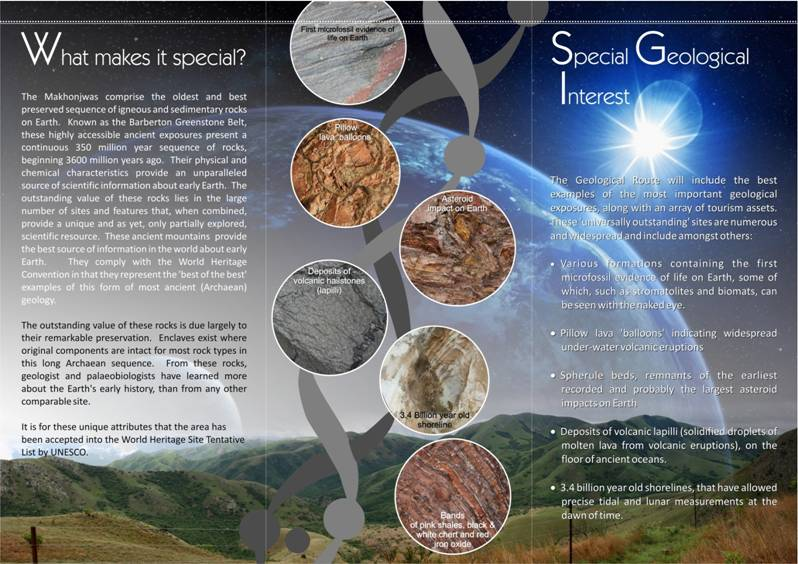 What makes it special?
The Makhonjwas comprise the oldest and best
preserved sequence of igneous and sedimentary rocks
on Earth. Known as the Barberton Greenstone Belt,
these highly accessible ancient exposures present a
continuous 350 million year sequence of rocks,
beginning 3600 million years ago. Their physical and
chemical characteristics provide an unparalleled
source of scientific information about early Earth. The
outstanding value of these rocks lies in the large
number of sites and features that, when combined,
provide a unique and as yet, only partially explored,
scientific resource. These ancient mountains provide
the best source of information in the world about early
Earth. They comply with the World Heritage
Convention in that they represent the 'best of the best'
examples of this form of most ancient (Archaean)
geology.
The outstanding value of these rocks is due largely to
their remarkable preservation. Enclaves exist where
original components are intact for most rock types in
this long Archaean sequence. From these rocks,
geologist and palaeobiologists have learned more
about the Earth's early history, than from any other
comparable site.
It is for these unique attributes that the area has
been accepted into the World Heritage Site Tentative
List by UNESCO.
First microfossil evidence of
life on Earth
Pillow
lava 'balloons'
Asteroid
impact on Earth
Deposits of
volcanic hailstones
(lapilli)
3.4 Billion year old
shoreline
Bands
of pink shales, black &
white chert and red
iron oxide
Special Geological
Interest
The Geological Route will include the best
examples of the most important geological
exposures, along with an array of tourism assets.
These 'universally outstanding' sites are numerous
and widespread and include amongst others:
• Various formations containing the first
microfossil evidence of life on Earth, some of
which, such as stromatolites and biomats, can
be seen with the naked eye.
• Pillow lava 'balloons' indicating widespread
under-water volcanic eruptions
• Spherule beds, remnants of the earliest
recorded and probably the largest asteroid
impacts on Earth
• Deposits of volcanic lapilli (solidified droplets of
molten lava from volcanic eruptions), on the
floor of ancient oceans.
• 3.4 billion year old shorelines, that have allowed
precise tidal and lunar measurements at the
dawn of time.